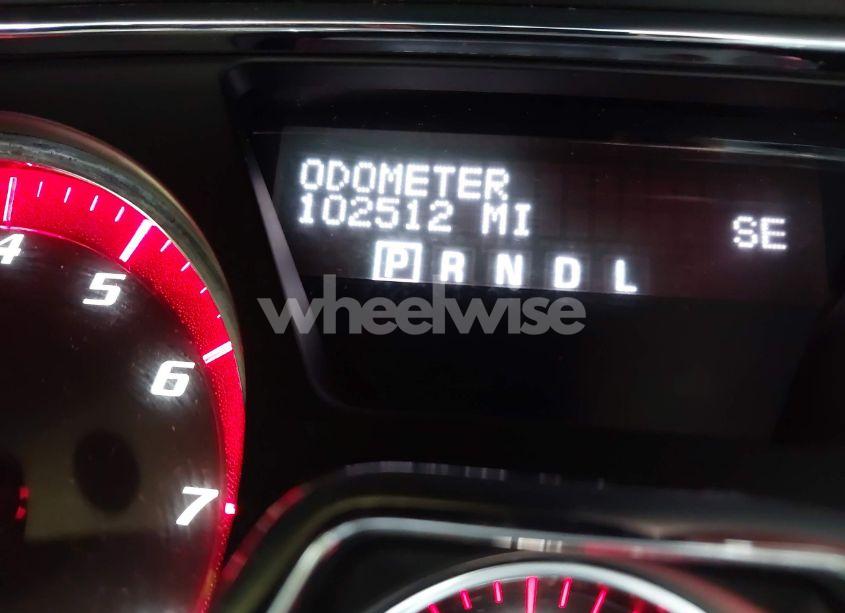 ODOMETER
102512 MI
SE
P R N D L
wheelwise
4
5
6
7